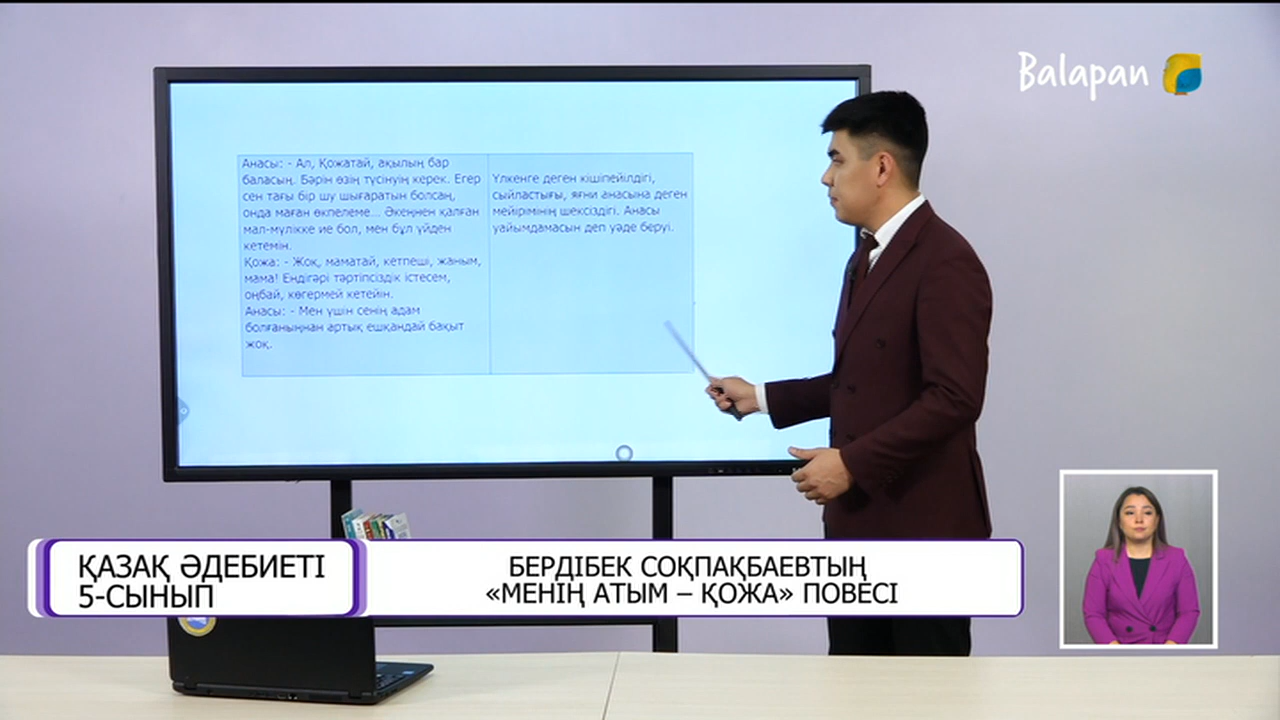 Balapan
Анасы: - Ал, Қожатай, ақылың бар
баласың. Бәрін өзің түсінуің керек. Егер
сен тағы бір шу шығаратын болсаң,
онда маған өкпелеме... Әкеңнен қалған
мал-мүлікке ие бол, мен бұл үйден
кетемін.
Қожа: - Жоқ, маматай, кетпеші, жаным,
мама! Ендігәрі тәртіпсіздік істесем,
оңбай, көгермей кетейін.
Анасы: - Мен үшін сенің адам
болғаныңнан артық ешқандай бақыт
жоқ.
Үлкенге деген кішіпейілдігі,
сыйластығы, яғни анасына деген
мейірімінің шексіздігі. Анасы
уайымдамасын деп уәде беруі.
ҚАЗАҚ ӘДЕБИЕТІ
5-СЫНЫП
БЕРДІБЕК СОҚПАҚБАЕВТЫҢ
«МЕНІҢ АТЫМ – ҚОЖА» ПОВЕСІ